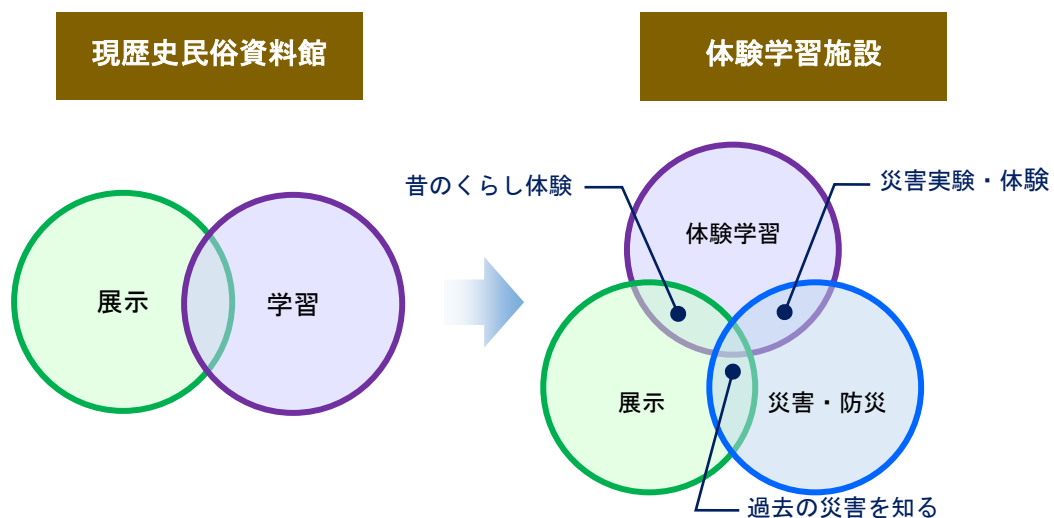 現歴史民俗資料館
体験学習施設
昔のくらし体験
災害実験・体験
体験学習
展示
学習
展示
災害・防災
過去の災害を知る